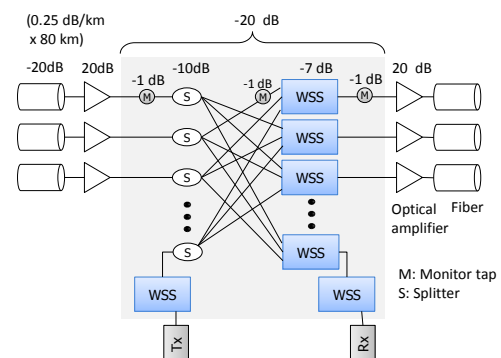 (0.25 dB/km
x 80 km)
-20 dB
-20dB
20dB
-1 dB
-10dB
-1 dB
-7 dB
-1 dB
20 dB
M
S
M
WSS
M
S
WSS
S
WSS
Optical
amplifier
Fiber
S
WSS
WSS
WSS
M: Monitor tap
S: Splitter
Tx
Rx